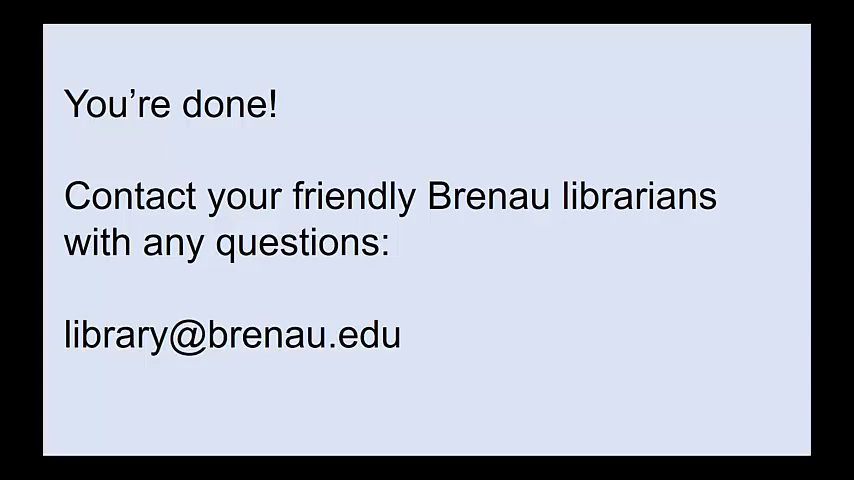 You’re done!
Contact your friendly Brenau librarians
with any questions:
library@brenau.edu